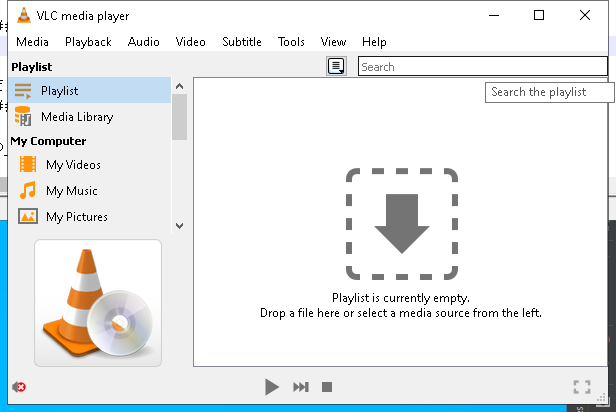 VLC media player
Media Playback Audio Video Subtitle Tools View Help
Playlist
Search
Search the playlist
Playlist
Media Library
My Computer
My Videos
My Music
My Pictures
Playlist is currently empty.
Drop a file here or select a media source from the left.